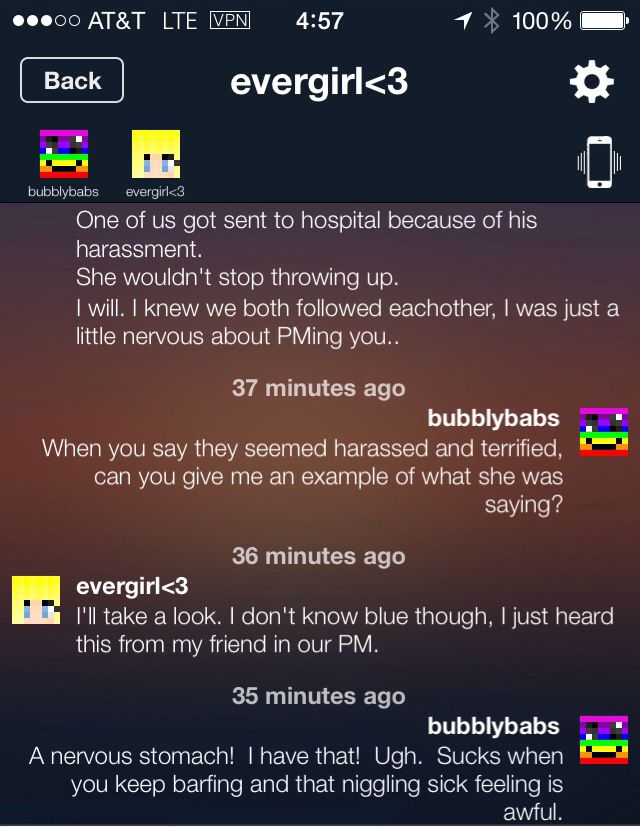 AT&T LTE VPN 4:57 100%
Back evergirl<3
bubblybabs evergirl<3
One of us got sent to hospital because of his
harassment.
She wouldn't stop throwing up.
I will. I knew we both followed eachother, I was just a
little nervous about PMing you..
37 minutes ago
bubblybabs
When you say they seemed harassed and terrified,
can you give me an example of what she was
saying?
36 minutes ago
evergirl<3
I'll take a look. I don't know blue though, I just heard
this from my friend in our PM.
35 minutes ago
bubblybabs
A nervous stomach! I have that! Ugh. Sucks when
you keep barfing and that niggling sick feeling is
awful.